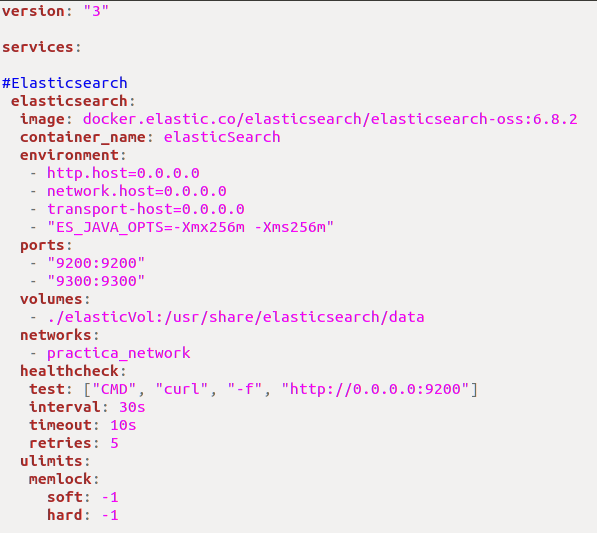 version: "3"

services:

#Elasticsearch
 elasticsearch:
  image: docker.elastic.co/elasticsearch/elasticsearch-oss:6.8.2
  container_name: elasticSearch
  environment:
   - http.host=0.0.0.0
   - network.host=0.0.0.0
   - transport-host=0.0.0.0
   - "ES_JAVA_OPTS=-Xmx256m -Xms256m"
  ports:
   - "9200:9200"
   - "9300:9300"
  volumes:
   - ./elasticVol:/usr/share/elasticsearch/data
  networks:
   - practica_network
  healthcheck:
   test: ["CMD", "curl", "-f", "http://0.0.0.0:9200"]
   interval: 30s
   timeout: 10s
   retries: 5
  ulimits:
   memlock:
     soft: -1
     hard: -1